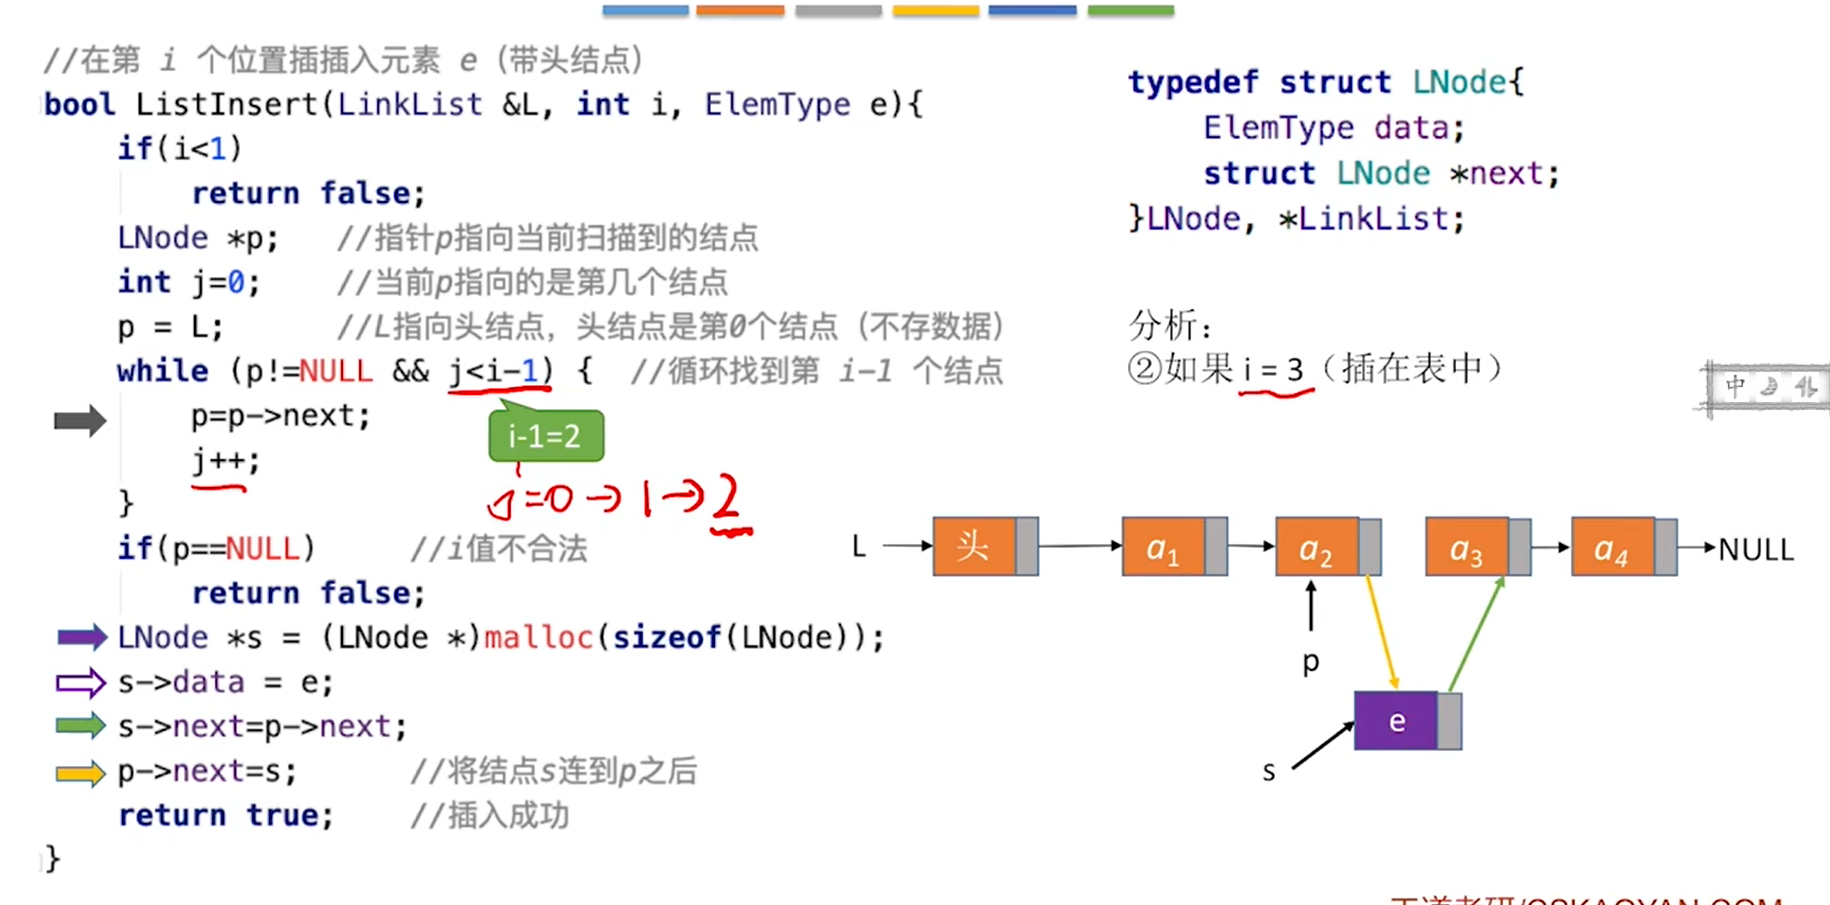 //在第 i 个位置插插入元素 e（带头结点）
bool ListInsert(LinkList &L, int i, ElemType e){
if(i<1)
return false;
LNode *p; //指针p指向当前扫描到的结点
int j=0; //当前p指向的是第几个结点
p = L; //L指向头结点，头结点是第0个结点（不存数据）
while (p!=NULL && j<i-1) { //循环找到第 i-1 个结点
p=p->next;
i-1=2
j++;
j=0→1→2
}
if(p==NULL) //i值不合法
return false;
LNode *s = (LNode *)malloc(sizeof(LNode));
s->data = e;
s->next=p->next;
p->next=s; //将结点s连到p之后
return true; //插入成功
}
typedef struct LNode{
ElemType data;
struct LNode *next;
}LNode, *LinkList;
分析：
②如果 i = 3（插在表中）
中
L 头 a1 a2 a3 a4 NULL
p
e
s
王道考研/CSKAOYAN.COM